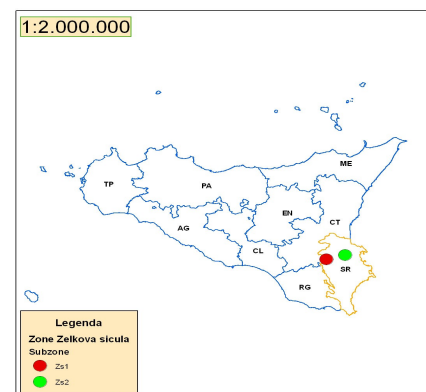 1:2.000.000
ME
TP
PA
EN
CT
AG
CL
SR
RG
Legenda
Zone Zelkova sicula
Subzone
Zs1
Zs2